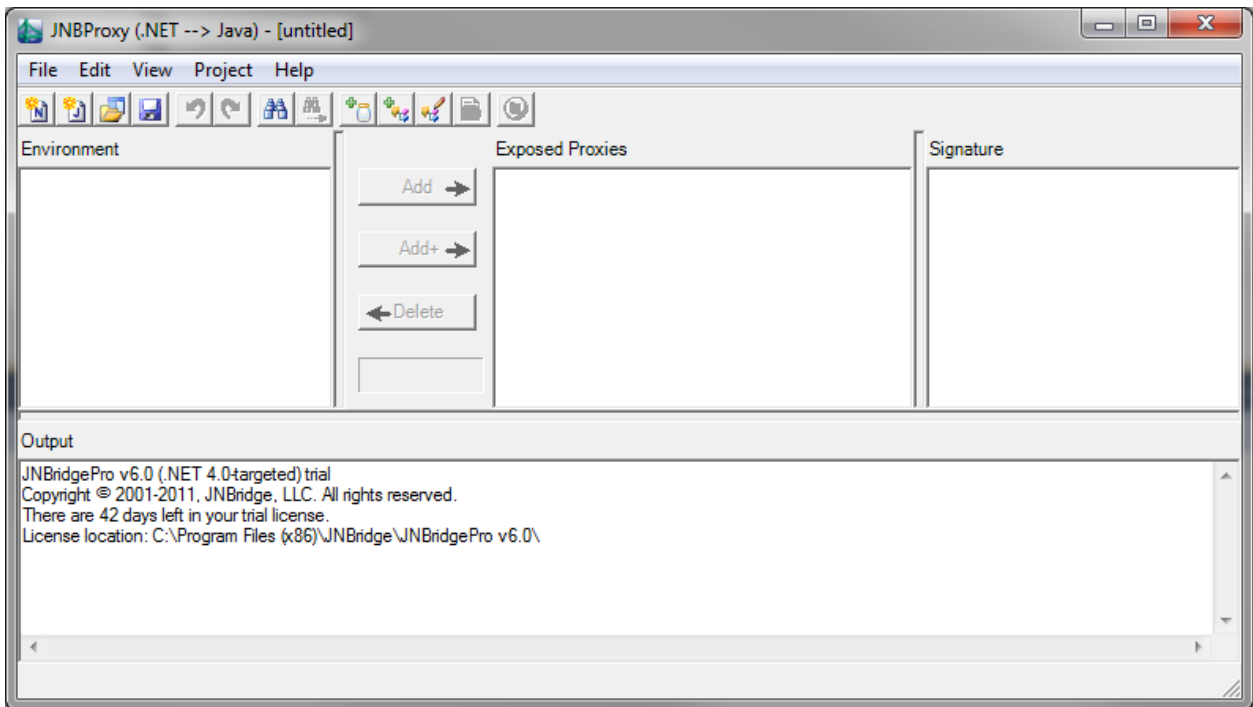 JNBProxy (.NET --> Java) - [untitled]
File Edit View Project Help
Environment
Exposed Proxies
Signature
Add
Add+
Delete
Output
JNBridgePro v6.0 (.NET 4.0-targeted) trial
Copyright © 2001-2011, JNBridge, LLC. All rights reserved.
There are 42 days left in your trial license.
License location: C:\Program Files (x86)\JNBridge\JNBridgePro v6.0\